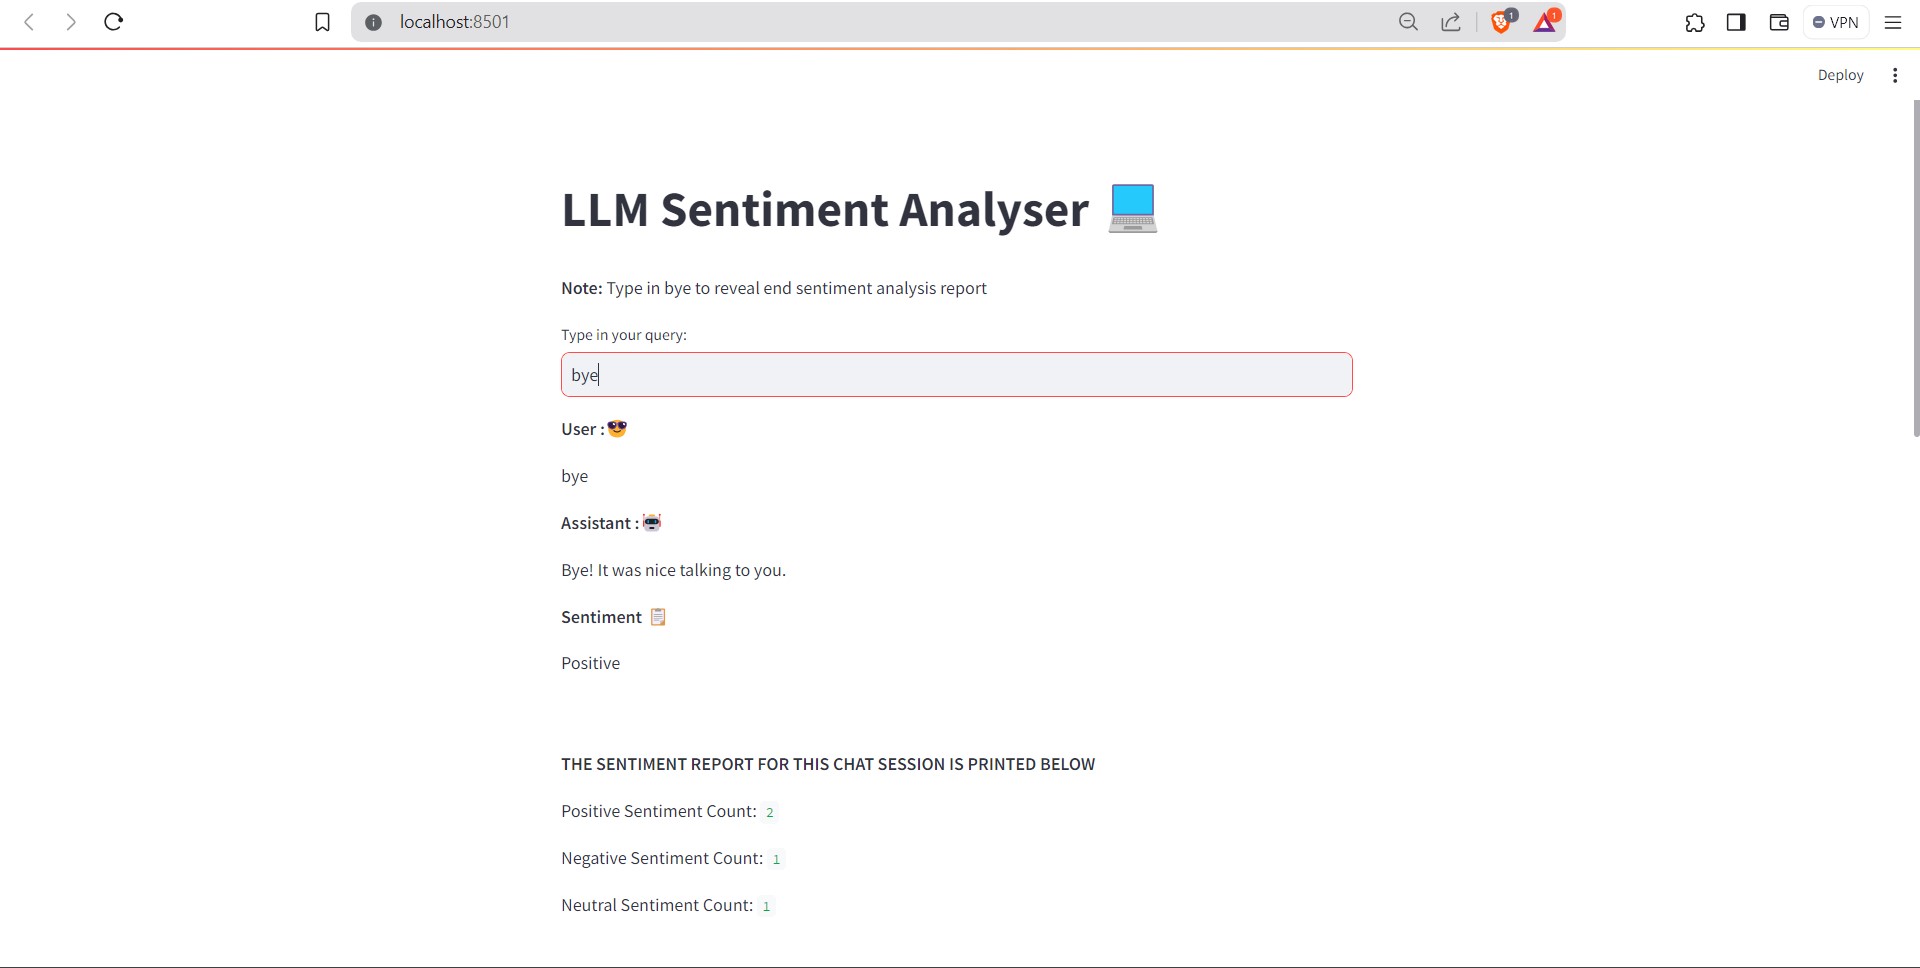 localhost:8501
1
1
VPN
Deploy
LLM Sentiment Analyser
Note: Type in bye to reveal end sentiment analysis report
Type in your query:
bye
User :
bye
Assistant :
Bye! It was nice talking to you.
Sentiment
Positive
THE SENTIMENT REPORT FOR THIS CHAT SESSION IS PRINTED BELOW
Positive Sentiment Count: 2
Negative Sentiment Count: 1
Neutral Sentiment Count: 1